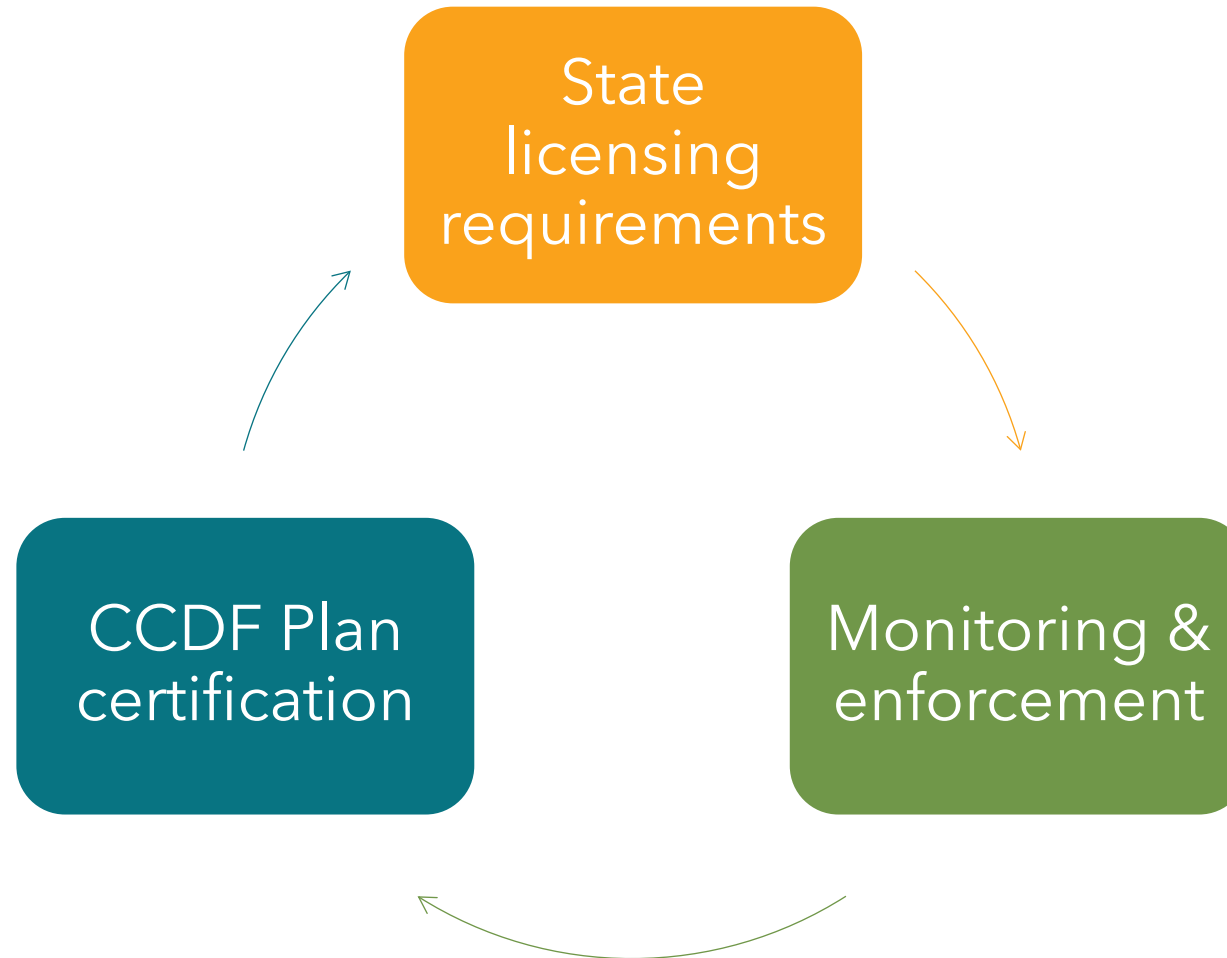 State
licensing
requirements
CCDF Plan
certification
Monitoring &
enforcement